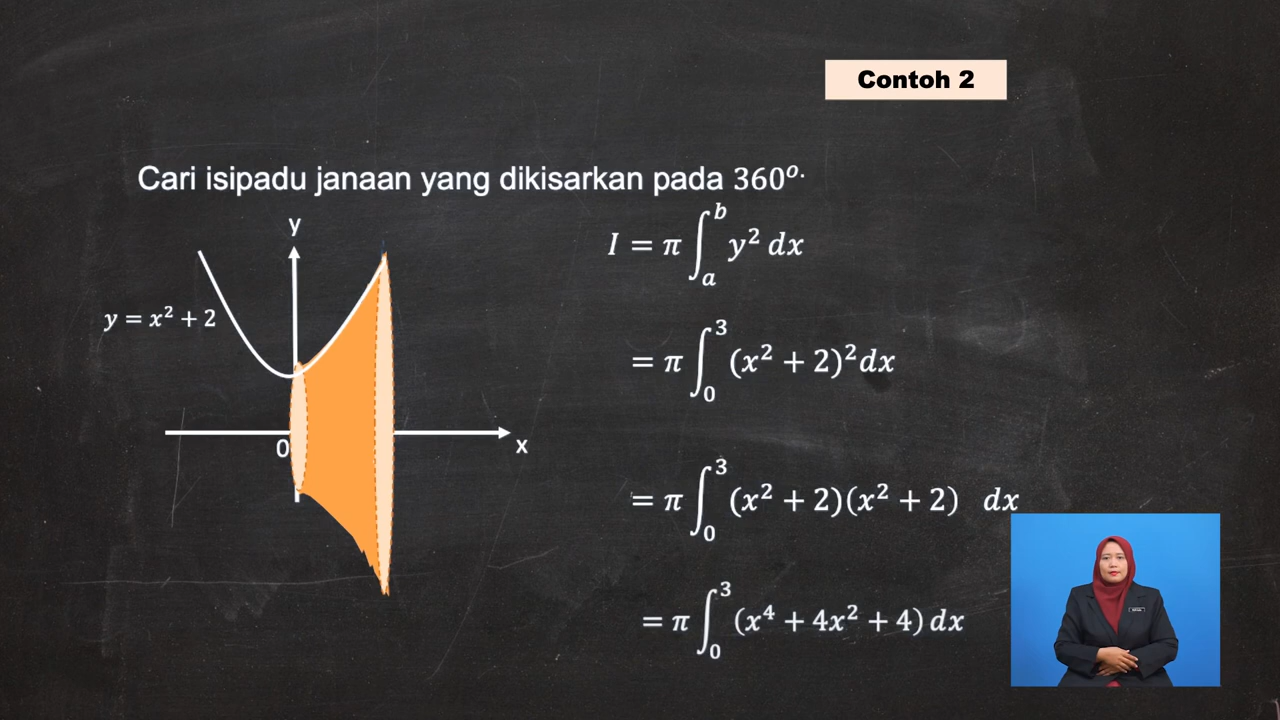 Contoh 2
Cari isipadu janaan yang dikisarkan pada 360º.
y
y = x² + 2
0
x
I = π ∫ₐᵇ y² dx
= π ∫₀³ (x² + 2)² dx
= π ∫₀³ (x² + 2)(x² + 2) dx
= π ∫₀³ (x⁴ + 4x² + 4) dx